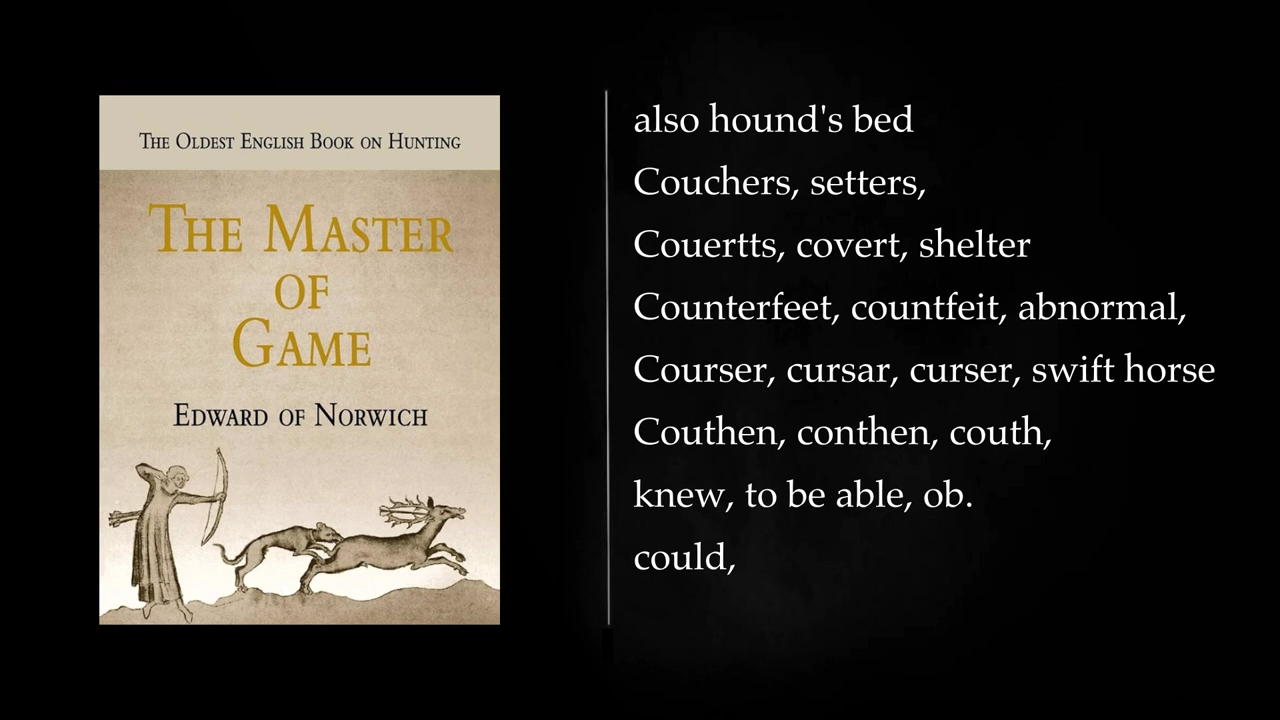 The Oldest English Book on Hunting
The Master
of
Game
Edward of Norwich
also hound's bed
Couchers, setters,
Couertts, covert, shelter
Counterfeet, countfeit, abnormal,
Courser, cursar, curser, swift horse
Couthen, conthen, couth,
knew, to be able, ob.
could,